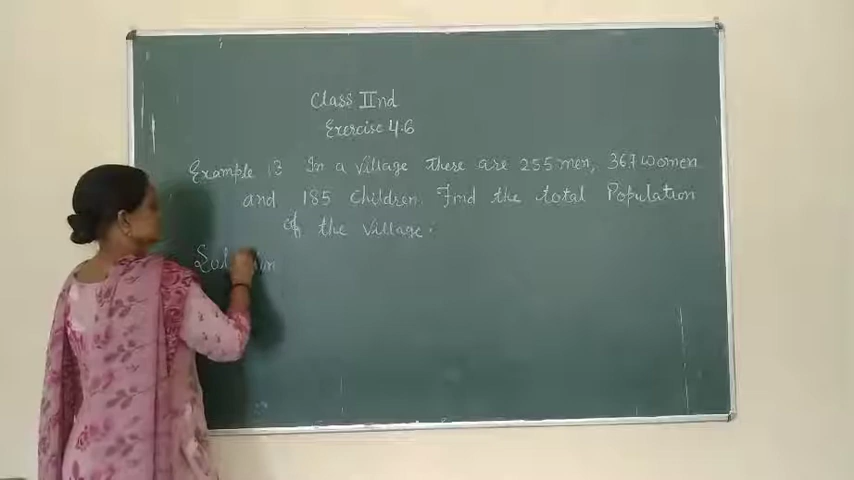 Class IInd
Exercise 4.6
Example 13 In a village there are 255 men, 367 women
and 185 Children. Find the total Population
of the village.